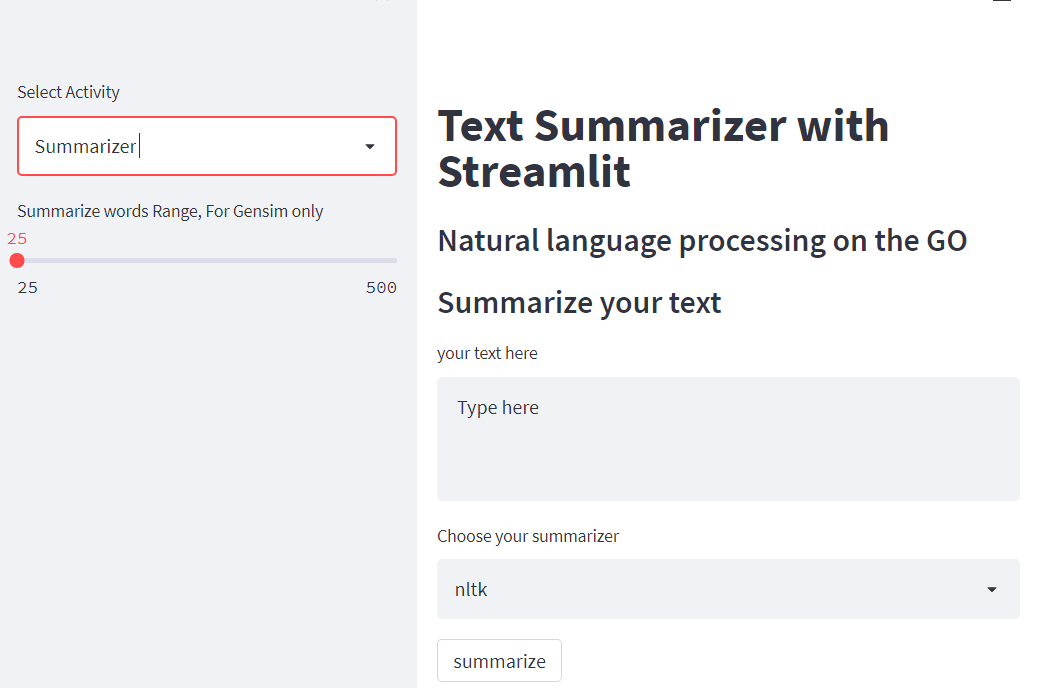 Select Activity
Summarizer
Summarize words Range, For Gensim only
25
25 500
Text Summarizer with
Streamlit
Natural language processing on the GO
Summarize your text
your text here
Type here
Choose your summarizer
nltk
summarize